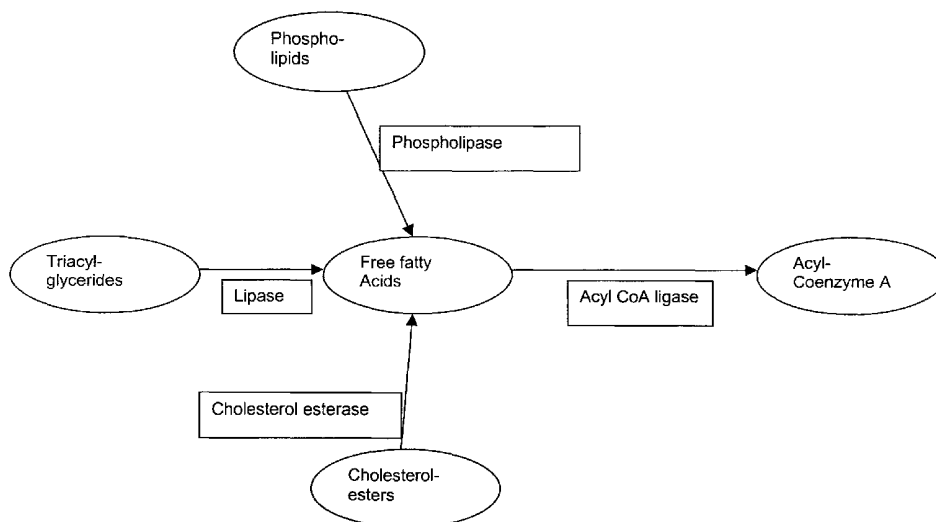 Phospho-
lipids
Phospholipase
Triacyl-
glycerides
Lipase
Free fatty
Acids
Acyl CoA ligase
Acyl-
Coenzyme A
Cholesterol esterase
Cholesterol-
esters